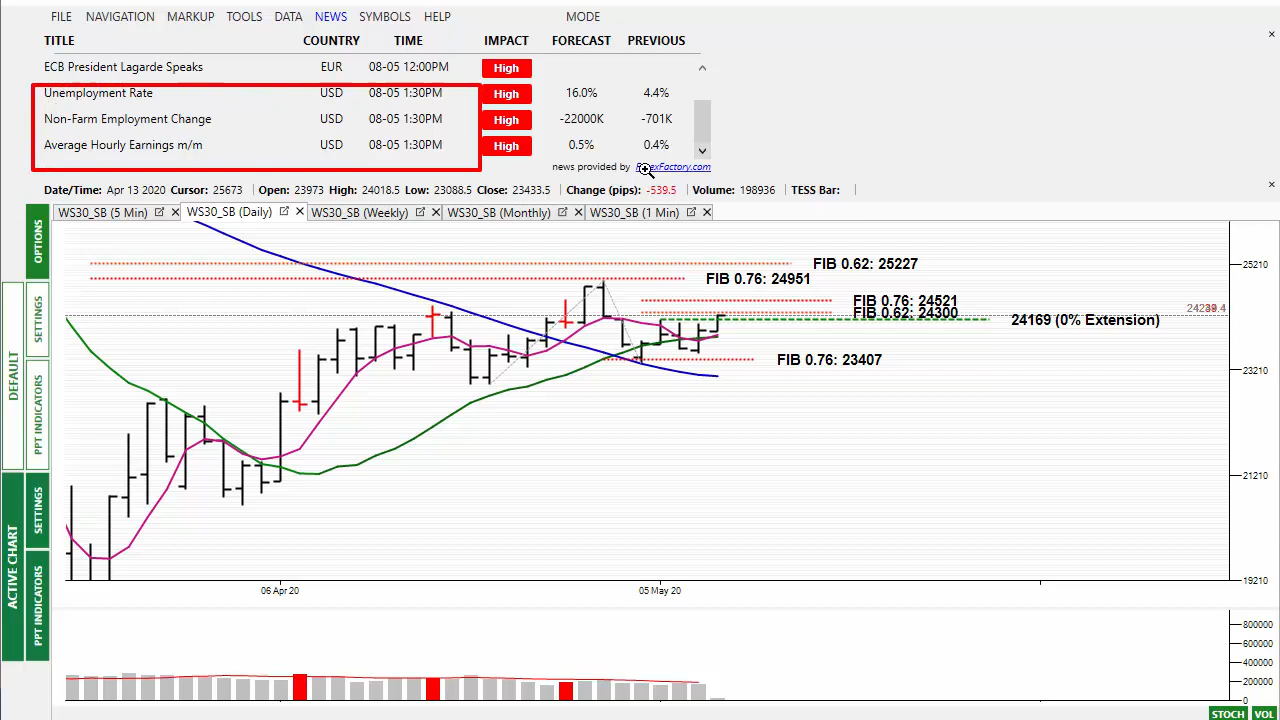 FILE NAVIGATION MARKUP TOOLS DATA NEWS SYMBOLS HELP MODE
TITLE COUNTRY TIME IMPACT FORECAST PREVIOUS
ECB President Lagarde Speaks EUR 08-05 12:00PM High
Unemployment Rate USD 08-05 1:30PM High 16.0% 4.4%
Non-Farm Employment Change USD 08-05 1:30PM High -22000K -701K
Average Hourly Earnings m/m USD 08-05 1:30PM High 0.5% 0.4%
news provided by ForexFactory.com
Date/Time: Apr 13 2020 Cursor: 25673 Open: 23973 High: 24018.5 Low: 23088.5 Close: 23433.5 Change (pips): -539.5 Volume: 198936 TESS Bar:
WS30_SB (5 Min) WS30_SB (Daily) WS30_SB (Weekly) WS30_SB (Monthly) WS30_SB (1 Min)
OPTIONS
SETTINGS
DEFAULT
PPT INDICATORS
SETTINGS
ACTIVE CHART
PPT INDICATORS
FIB 0.62: 25227
25210
FIB 0.76: 24951
FIB 0.76: 24521
FIB 0.62: 24300
24169 (0% Extension)
FIB 0.76: 23407
23210
21210
19210
06 Apr 20 05 May 20
800000
600000
400000
200000
0
STOCH VOL